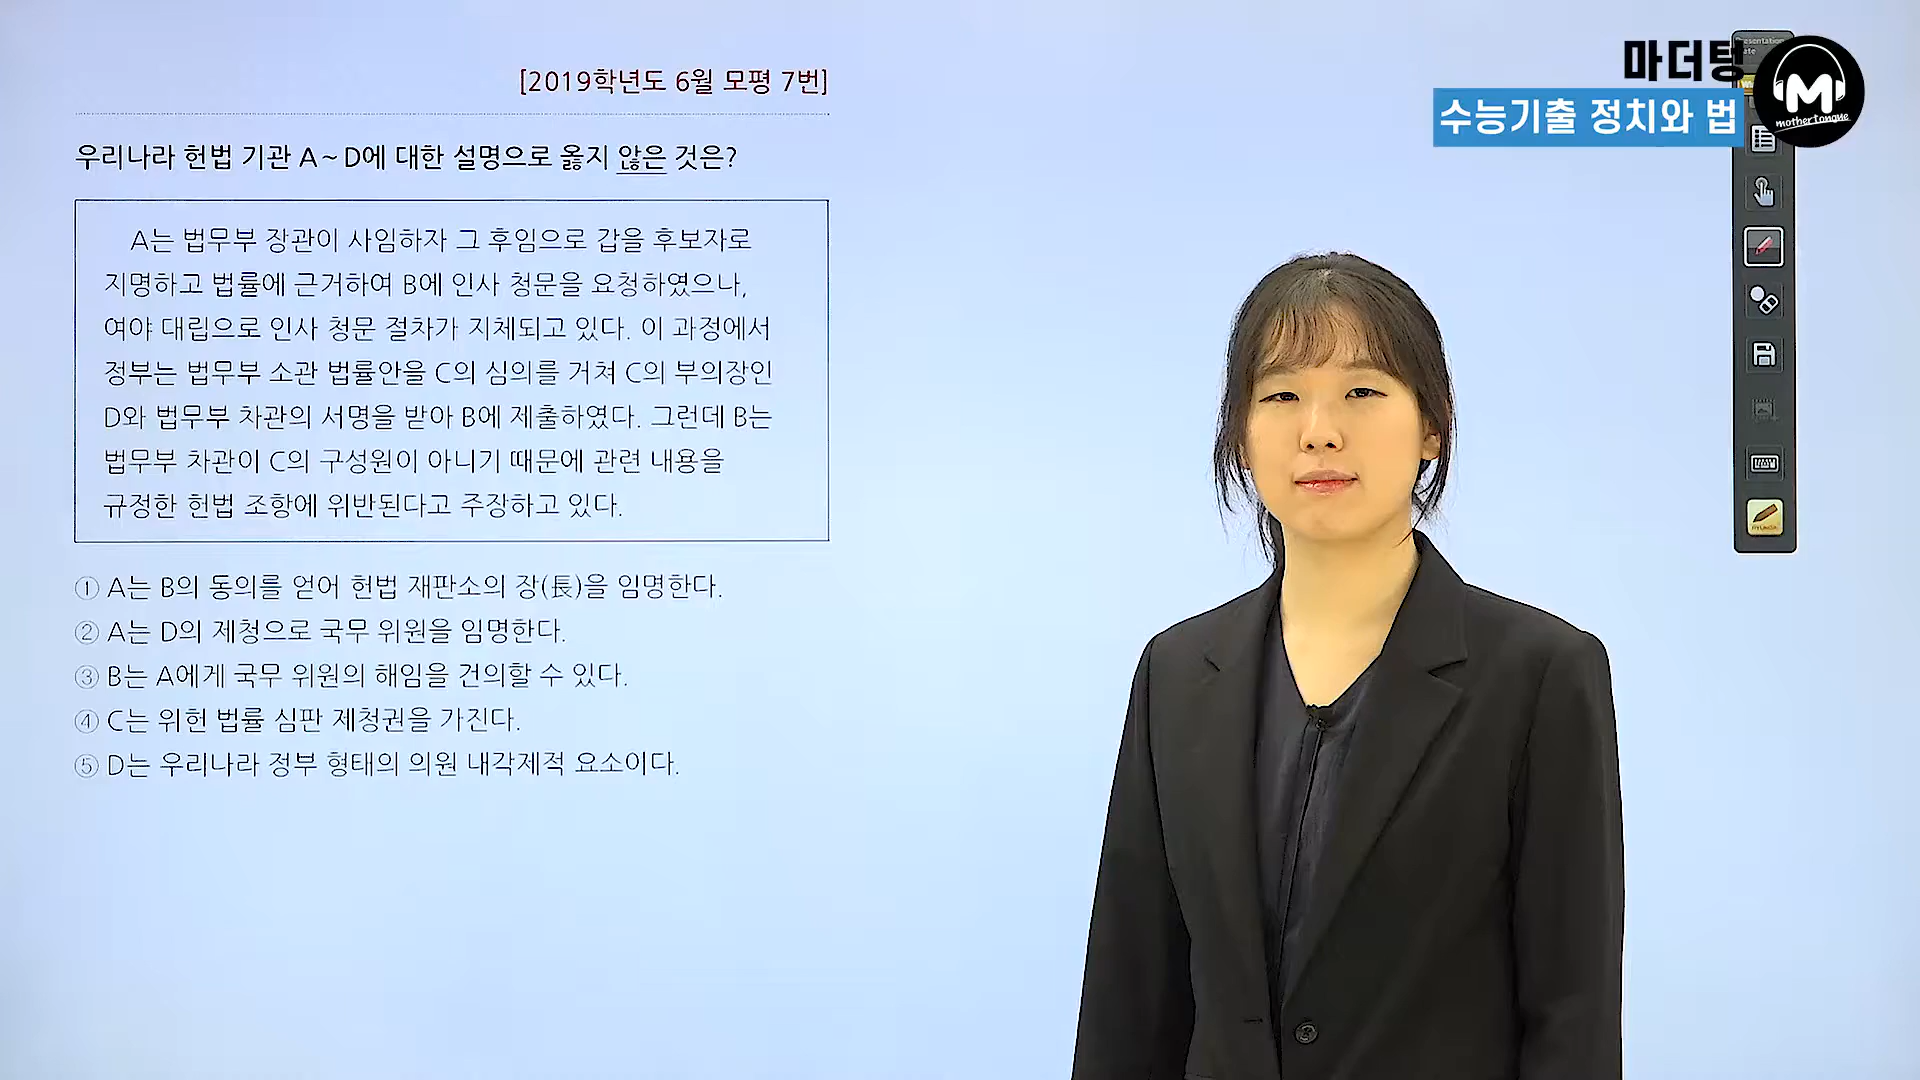 [2019학년도 6월 모평 7번]
우리나라 헌법 기관 A~D에 대한 설명으로 옳지 않은 것은?
A는 법무부 장관이 사임하자 그 후임으로 갑을 후보자로
지명하고 법률에 근거하여 B에 인사 청문을 요청하였으나,
여야 대립으로 인사 청문 절차가 지체되고 있다. 이 과정에서
정부는 법무부 소관 법률안을 C의 심의를 거쳐 C의 부의장인
D와 법무부 차관의 서명을 받아 B에 제출하였다. 그런데 B는
법무부 차관이 C의 구성원이 아니기 때문에 관련 내용을
규정한 헌법 조항에 위반된다고 주장하고 있다.
① A는 B의 동의를 얻어 헌법 재판소의 장(長)을 임명한다.
② A는 D의 제청으로 국무 위원을 임명한다.
③ B는 A에게 국무 위원의 해임을 건의할 수 있다.
④ C는 위헌 법률 심판 제청권을 가진다.
⑤ D는 우리나라 정부 형태의 의원 내각제적 요소이다.
마더텅
수능기출 정치와 법
M
mothertongue